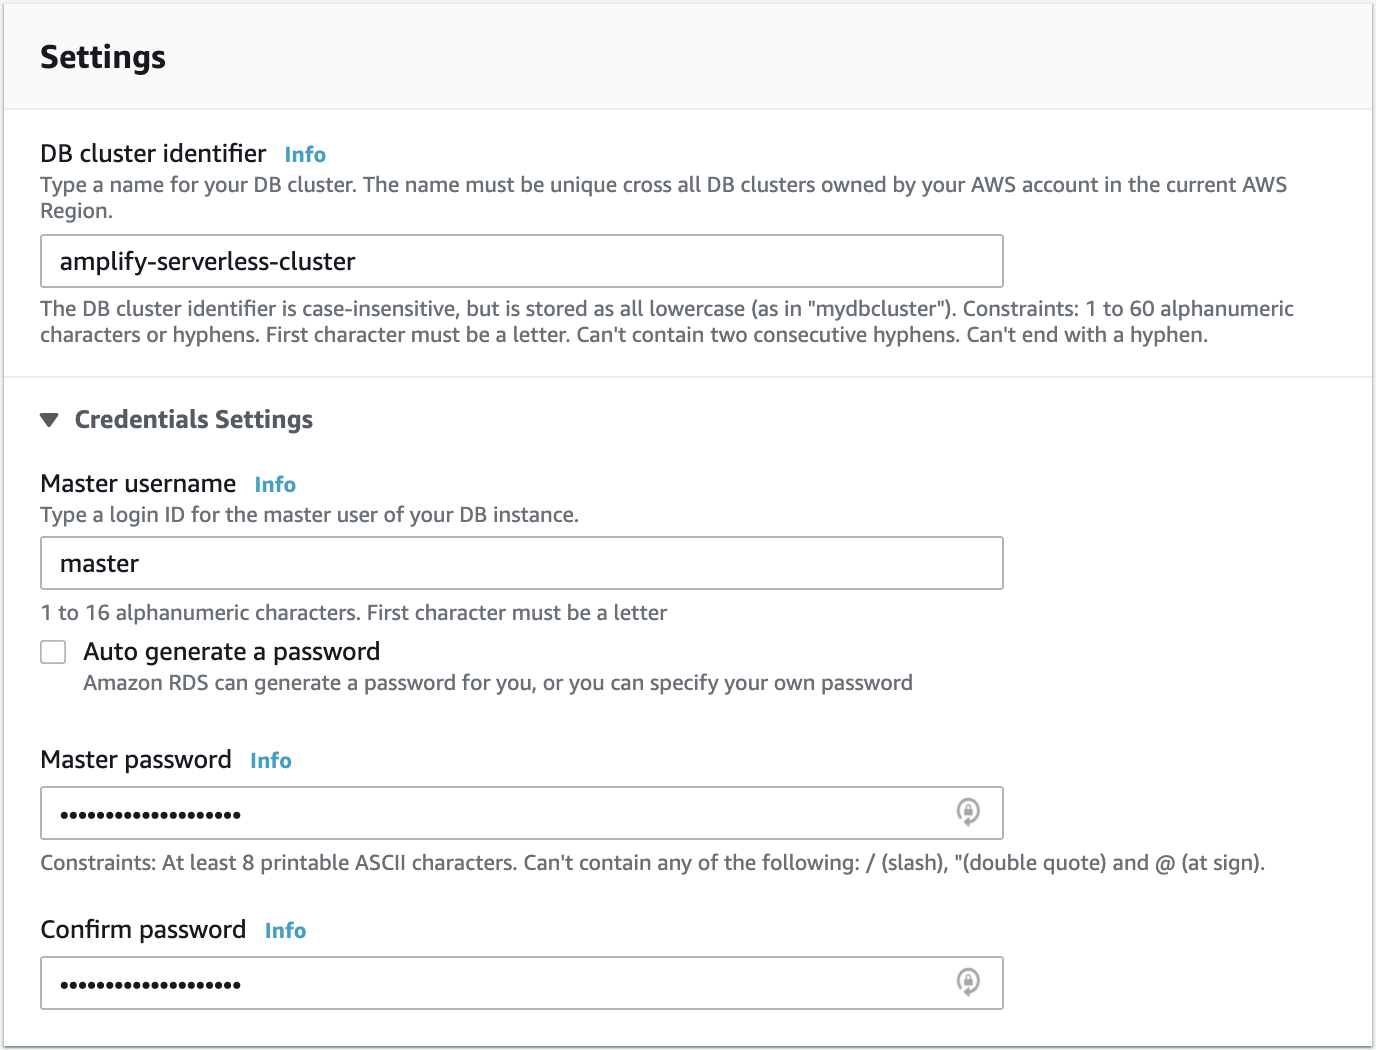 Settings
DB cluster identifier Info
Type a name for your DB cluster. The name must be unique cross all DB clusters owned by your AWS account in the current AWS
Region.
amplify-serverless-cluster
The DB cluster identifier is case-insensitive, but is stored as all lowercase (as in "mydbcluster"). Constraints: 1 to 60 alphanumeric
characters or hyphens. First character must be a letter. Can't contain two consecutive hyphens. Can't end with a hyphen.
Credentials Settings
Master username Info
Type a login ID for the master user of your DB instance.
master
1 to 16 alphanumeric characters. First character must be a letter
Auto generate a password
Amazon RDS can generate a password for you, or you can specify your own password
Master password Info
••••••••••••••••••••
Constraints: At least 8 printable ASCII characters. Can't contain any of the following: / (slash), "(double quote) and @ (at sign).
Confirm password Info
••••••••••••••••••••